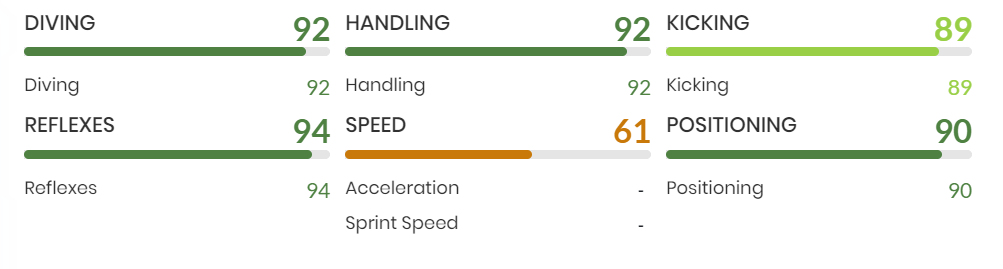 DIVING 92 HANDLING 92 KICKING 89
Diving 92 Handling 92 Kicking 89
REFLEXES 94 SPEED 61 POSITIONING 90
Reflexes 94 Acceleration - Positioning 90
Sprint Speed -